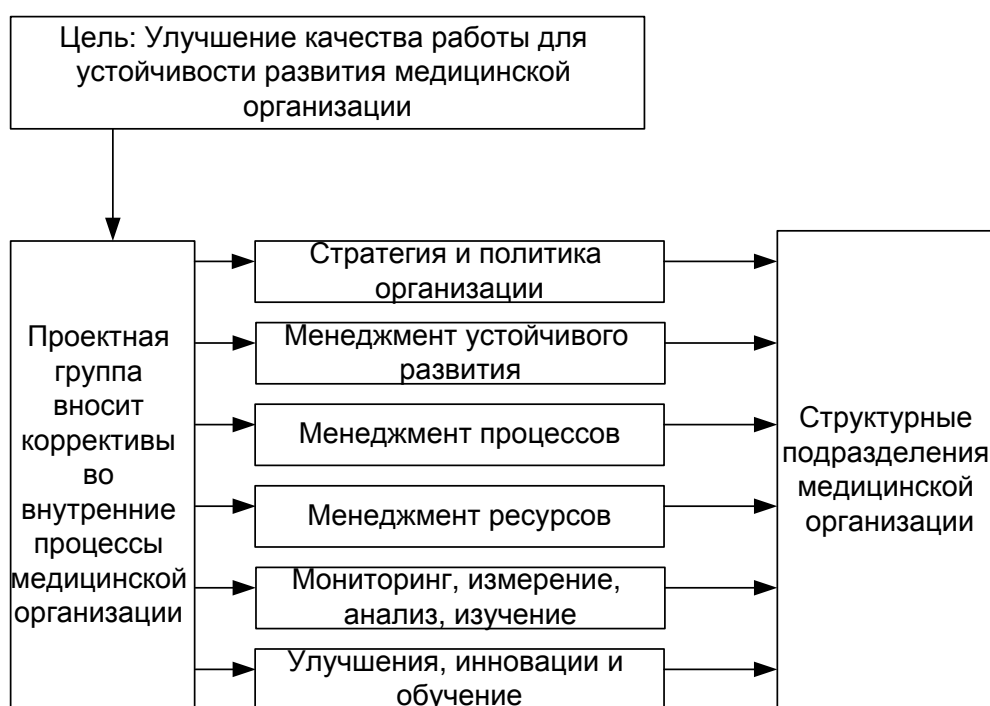 Цель: Улучшение качества работы для
устойчивости развития медицинской
организации
Проектная
группа
вносит
коррективы
во
внутренние
процессы
медицинской
организации
Стратегия и политика
организации
Менеджмент устойчивого
развития
Менеджмент процессов
Менеджмент ресурсов
Мониторинг, измерение,
анализ, изучение
Улучшения, инновации и
обучение
Структурные
подразделения
медицинской
организации